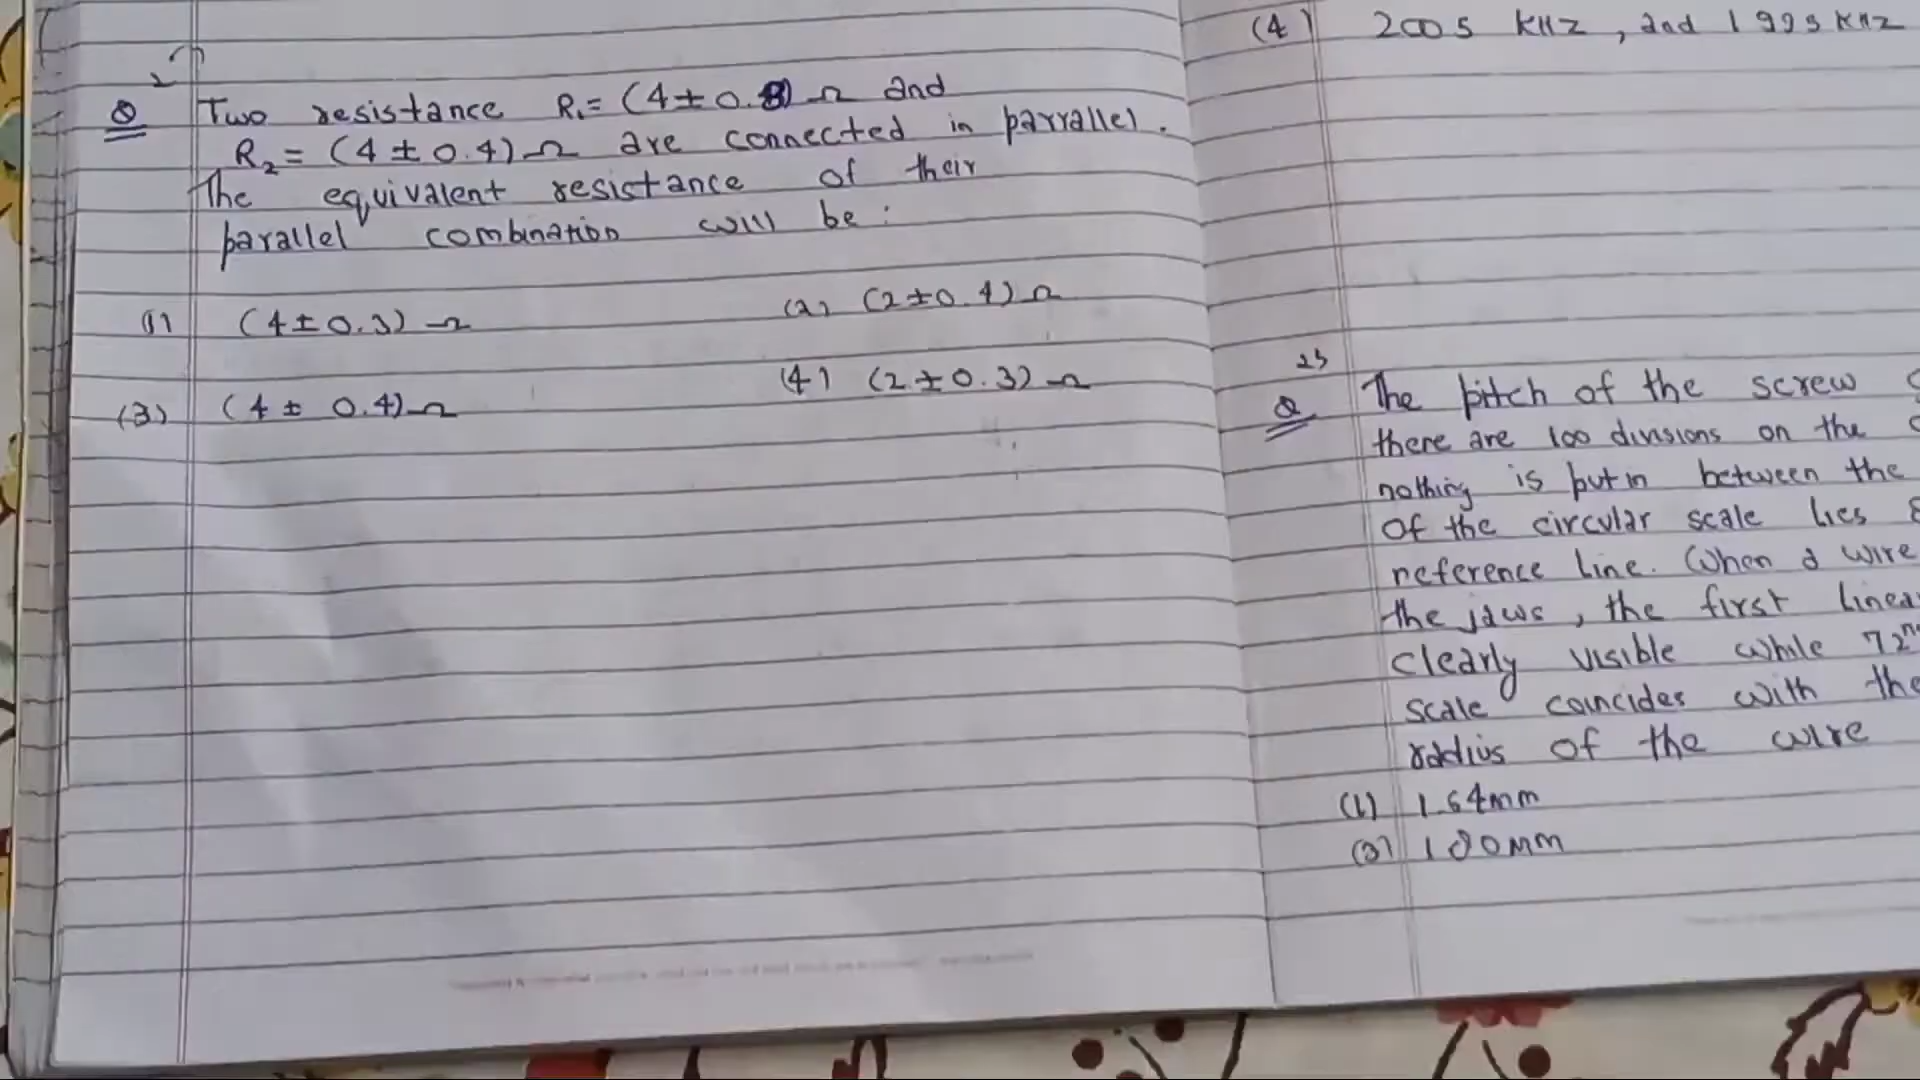 (4) 2005 KHZ, and 1995 KHZ
Q Two resistance R₁= (4±0.8) Ω and
R₂= (4±0.4) Ω are connected in parrallel.
The equivalent resistance of their
parallel combination will be:
(1) (4±0.3) Ω
(2) (2±0.4) Ω
(3) (4± 0.4) Ω
(4) (2±0.3) Ω
23
Q The pitch of the screw
there are 100 divisions on the
nothing is put in between the
of the circular scale lies
reference line. When a wire
the jaws, the first linear
clearly visible while 72
scale coincides with the
radius of the wire
(1) 1.64mm
(3) 1.80mm